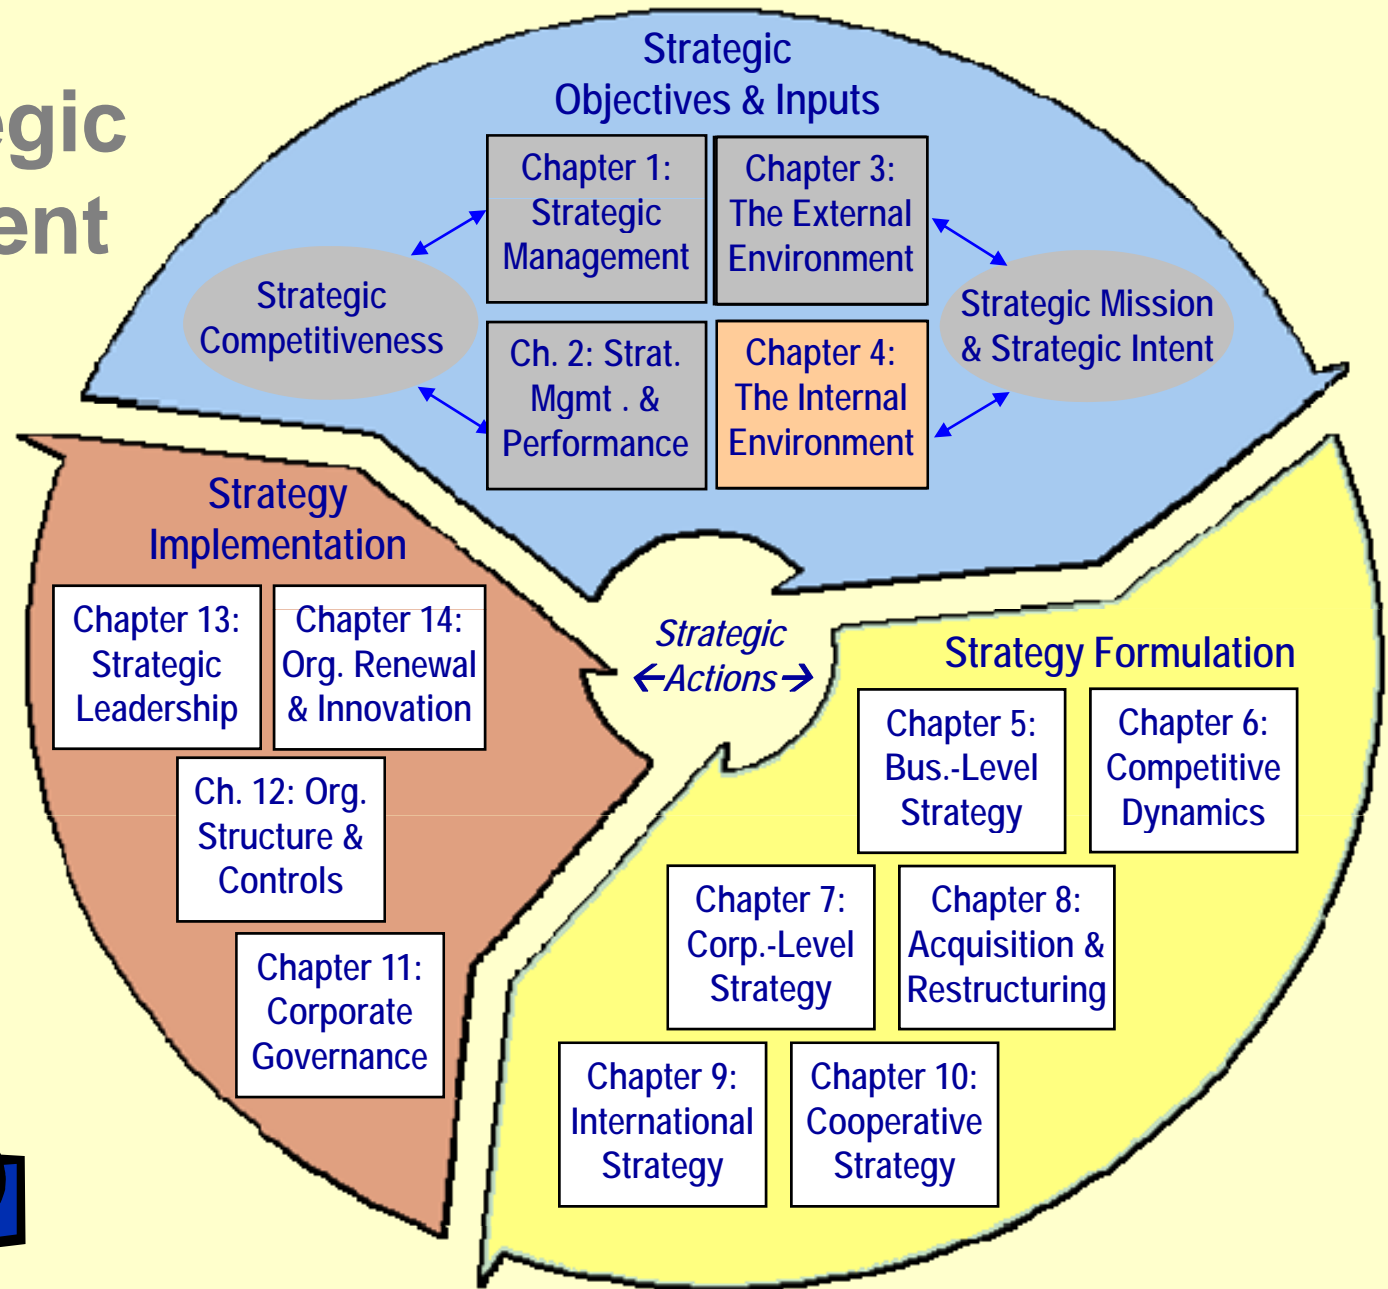 egic
ent
Strategic
Objectives & Inputs
Chapter 1:
Strategic
Management
Chapter 3:
The External
Environment
Strategic
Competitiveness
Strategic Mission
& Strategic Intent
Ch. 2: Strat.
Mgmt . &
Performance
Chapter 4:
The Internal
Environment
Strategy
Implementation
Chapter 13:
Strategic
Leadership
Chapter 14:
Org. Renewal
& Innovation
Ch. 12: Org.
Structure &
Controls
Chapter 11:
Corporate
Governance
Strategic
←Actions→
Strategy Formulation
Chapter 5:
Bus.-Level
Strategy
Chapter 6:
Competitive
Dynamics
Chapter 7:
Corp.-Level
Strategy
Chapter 8:
Acquisition &
Restructuring
Chapter 9:
International
Strategy
Chapter 10:
Cooperative
Strategy